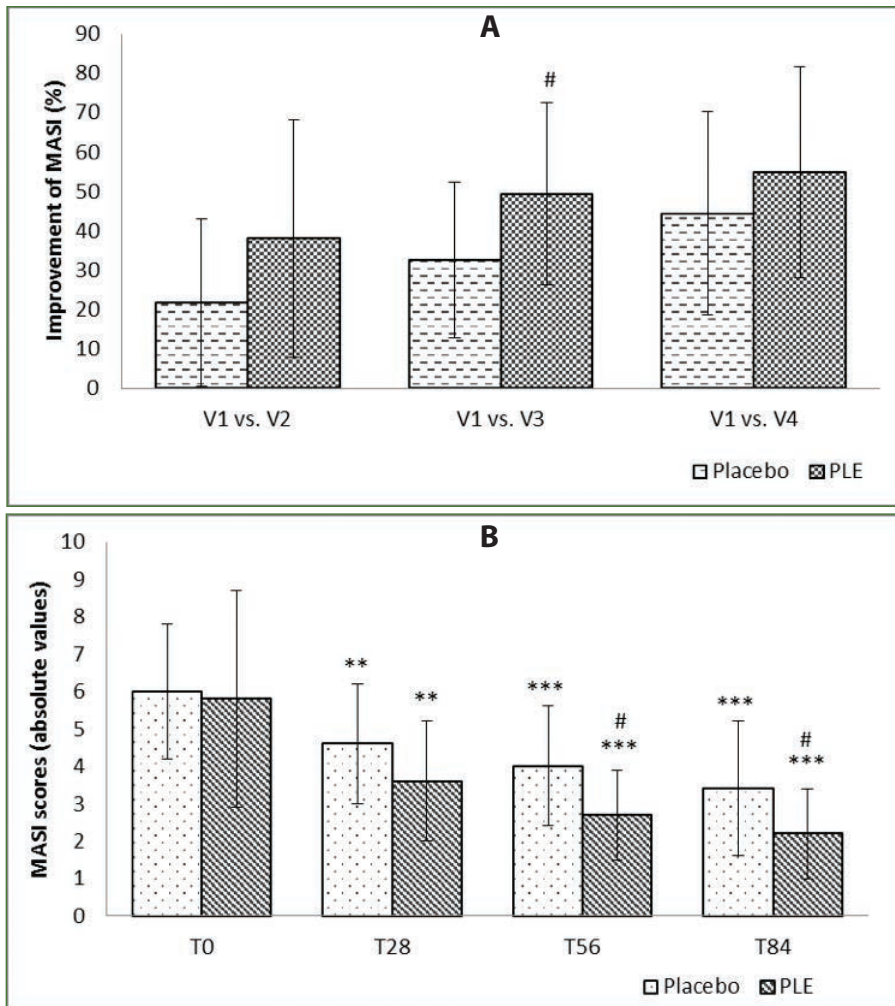 A
Improvement of MASI (%)
90
80
70
60
50
40
30
20
10
0
#
V1 vs. V2
V1 vs. V3
V1 vs. V4
Placebo
PLE
B
MASI scores (absolute values)
10
9
8
7
6
5
4
3
2
1
0
**
**
***
#
***
***
#
***
T0
T28
T56
T84
Placebo
PLE